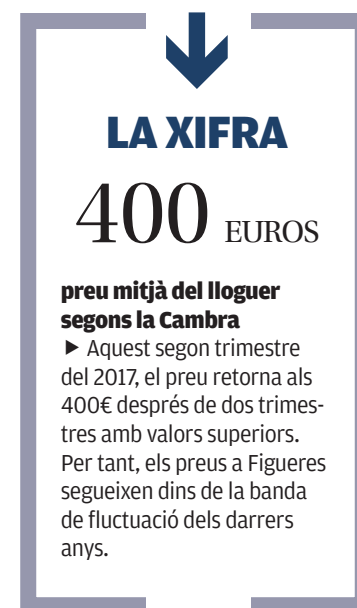 LA XIFRA
400 EUROS
preu mitjà del lloguer
segons la Cambra
▶ Aquest segon trimestre
del 2017, el preu retorna als
400€ després de dos trimes-
tres amb valors superiors.
Per tant, els preus a Figueres
segueixen dins de la banda
de fluctuació dels darrers
anys.